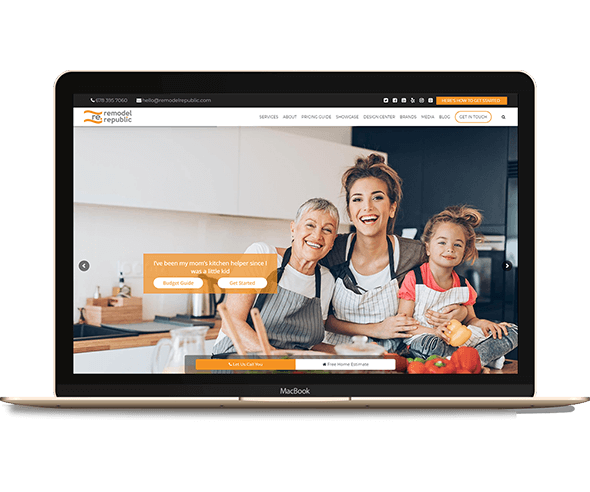 619 395 7060 hello@remodelrepublic.com HERE'S HOW TO GET STARTED
re: remodel republic
SERVICES ABOUT PRICING GUIDE SHOWCASE DESIGN CENTER BRANDS MEDIA BLOG GET IN TOUCH
I've been my mom's kitchen helper since I
was a little kid
Budget Guide Get Started
Let Us Call You Free Home Estimate
MacBook